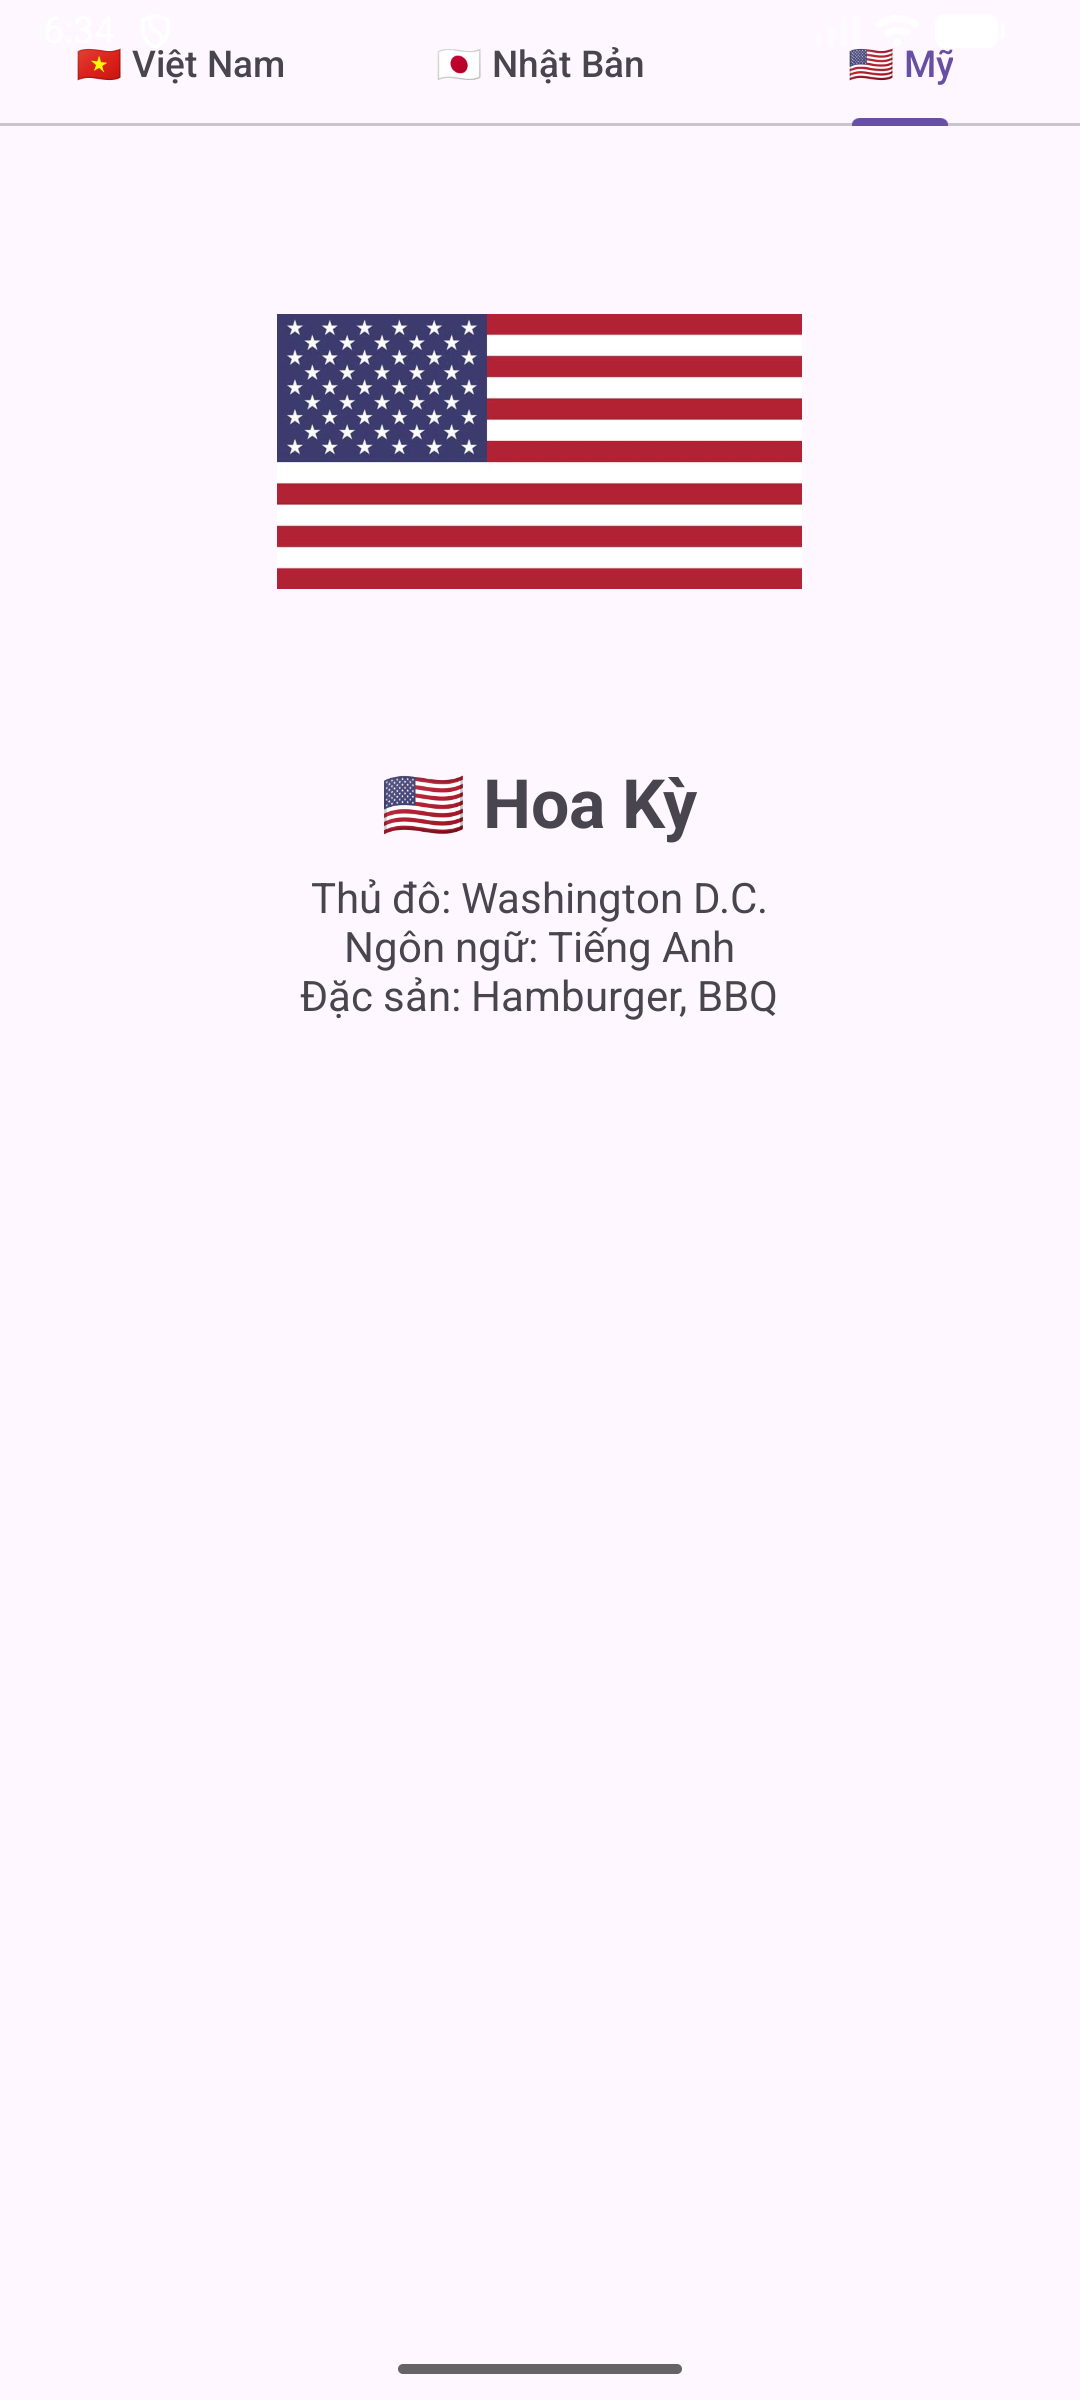 6:34
🇻🇳 Việt Nam
🇯🇵 Nhật Bản
🇺🇸 Mỹ
🇺🇸 Hoa Kỳ
Thủ đô: Washington D.C.
Ngôn ngữ: Tiếng Anh
Đặc sản: Hamburger, BBQ